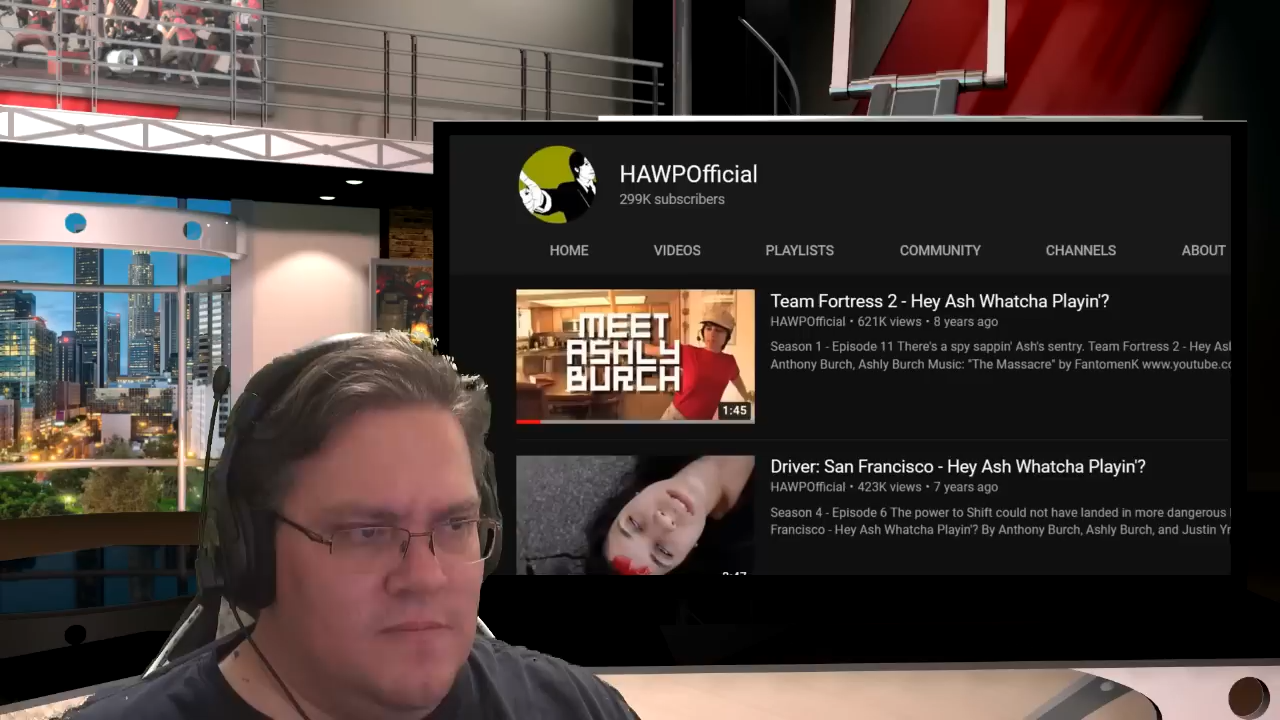 HAWPOfficial
299K subscribers
HOME VIDEOS PLAYLISTS COMMUNITY CHANNELS ABOUT
MEET
ASHLY
BURCH
1:45
Team Fortress 2 - Hey Ash Whatcha Playin'?
HAWPOfficial • 621K views • 8 years ago
Season 1 - Episode 11 There's a spy sappin' Ash's sentry. Team Fortress 2 - Hey
Anthony Burch, Ashly Burch Music: "The Massacre" by FantomenK
Driver: San Francisco - Hey Ash Whatcha Playin'?
HAWPOfficial • 423K views • 7 years ago
Season 4 - Episode 6 The power to Shift could not have landed in more dangerous
Francisco - Hey Ash Whatcha Playin'? By Anthony Burch, Ashly Burch, and Justin